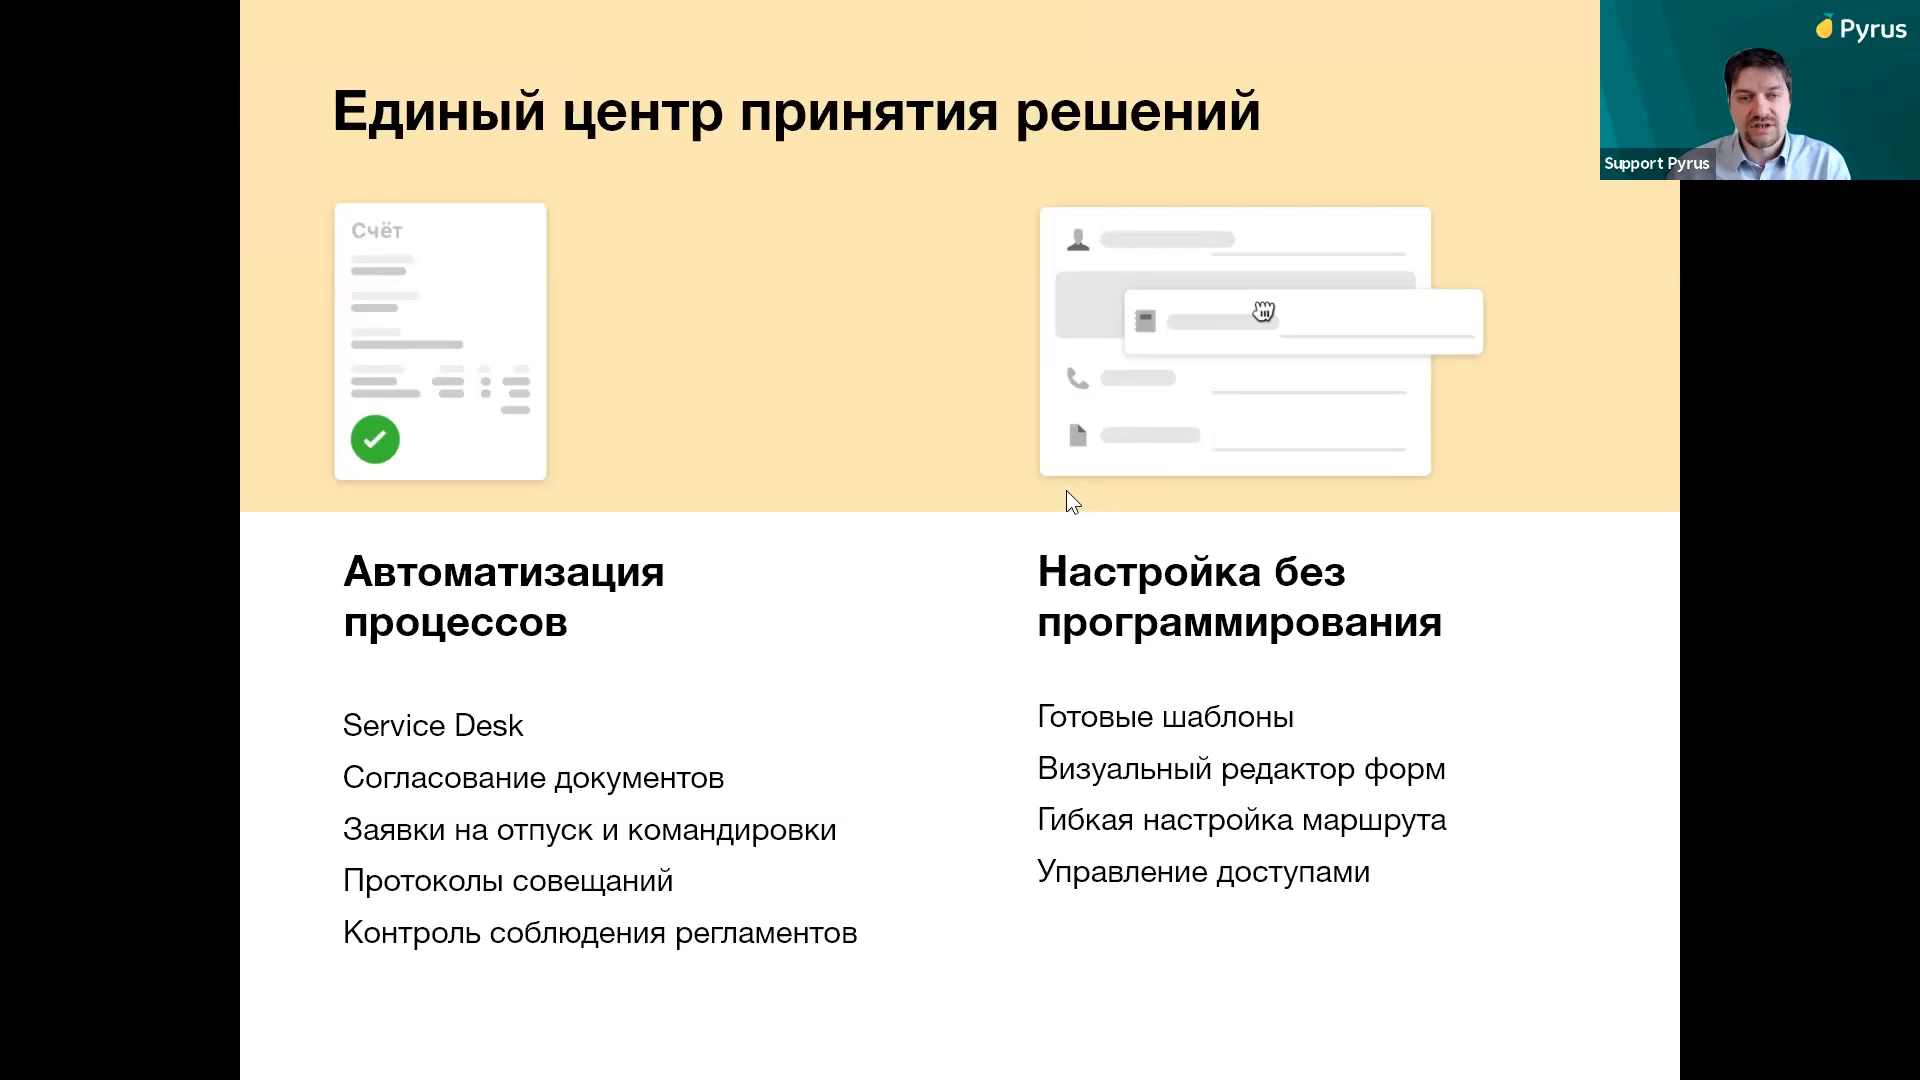 Pyrus
Support Pyrus
Единый центр принятия решений
Счёт
Автоматизация
процессов
Service Desk
Согласование документов
Заявки на отпуск и командировки
Протоколы совещаний
Контроль соблюдения регламентов
Настройка без
программирования
Готовые шаблоны
Визуальный редактор форм
Гибкая настройка маршрута
Управление доступами